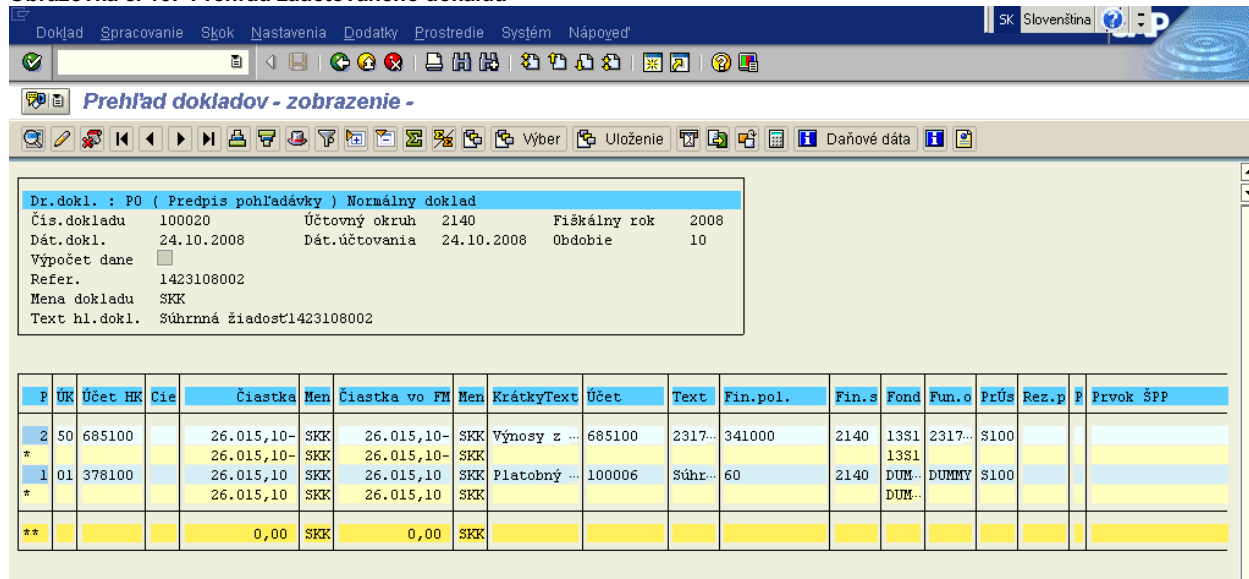 Doklad Spracovanie Skok Nastavenia Dodatky Prostredie Systém Nápoveď
SK Slovenština
Prehľad dokladov - zobrazenie -
Výber Uloženie Daňové dáta
Dr.dokl. : PO ( Predpis pohľadávky ) Normálny doklad
Čís.dokladu 100020 Účtovný okruh 2140 Fiškálny rok 2008
Dát.dokl. 24.10.2008 Dát.účtovania 24.10.2008 Obdobie 10
Výpočet dane
Refer. 1423108002
Mena dokladu SKK
Text hl.dokl. Súhrnná žiadosť1423108002
P ÚK Účet HK Cie Čiastka Men Čiastka vo FM Men KrátkyText Účet Text Fin.pol. Fin.s Fond Fun.o PrÚs Rez.p P Prvok ŠPP
2 50 685100 26.015,10- SKK 26.015,10- SKK Výnosy z ... 685100 2317... 341000 2140 13S1 2317... S100
* 26.015,10- SKK 26.015,10- SKK 13S1
1 01 378100 26.015,10 SKK 26.015,10 SKK Platobný ... 100006 Súhr... 60 2140 DUM... DUMMY S100
* 26.015,10 SKK 26.015,10 SKK DUM...
** 0,00 SKK 0,00 SKK